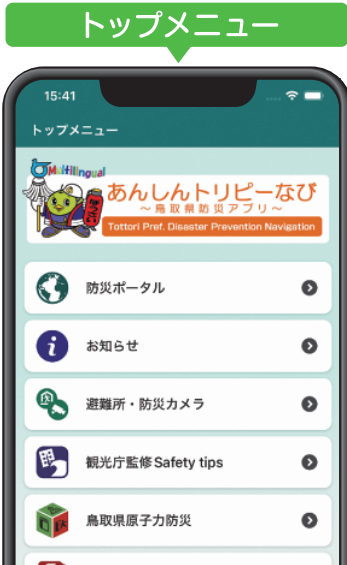 トップメニュー
15:41
トップメニュー
Multilingual
あんしんトリピーなび
～鳥取県防災アプリ～
Tottori Pref. Disaster Prevention Navigation
防災ポータル
お知らせ
避難所・防災カメラ
観光庁監修Safety tips
鳥取県原子力防災